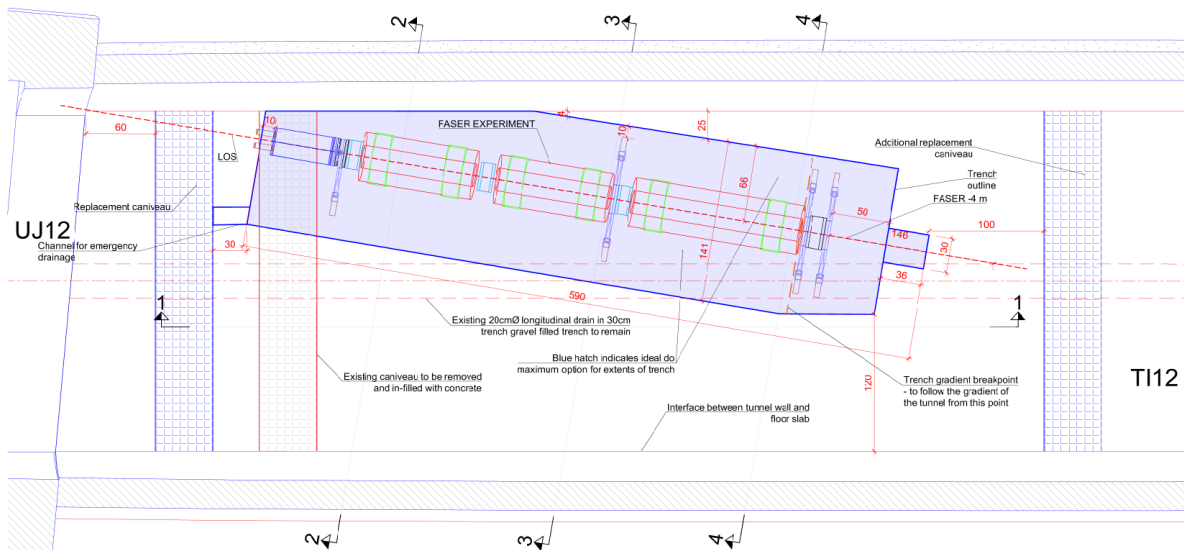 2
3
4
60
10
LOS
FASER EXPERIMENT
4
10
25
66
141
Adcitional replacement
caniveau
Trench
outline
FASER -4 m
50
146
100
30
36
UJ12
Replacement caniveau
Channel for emergency
drainage
30
590
1
1
Existing 20cmØ longitudinal drain in 30cm
trench gravel filled trench to remain
Blue hatch indicates ideal do
maximum option for extents of trench
Existing caniveau to be removed
and in-filled with concrete
Interface between tunnel wall and
floor slab
120
Trench gradient breakpoint
- to follow the gradient of
the tunnel from this point
TI12
2
3
4